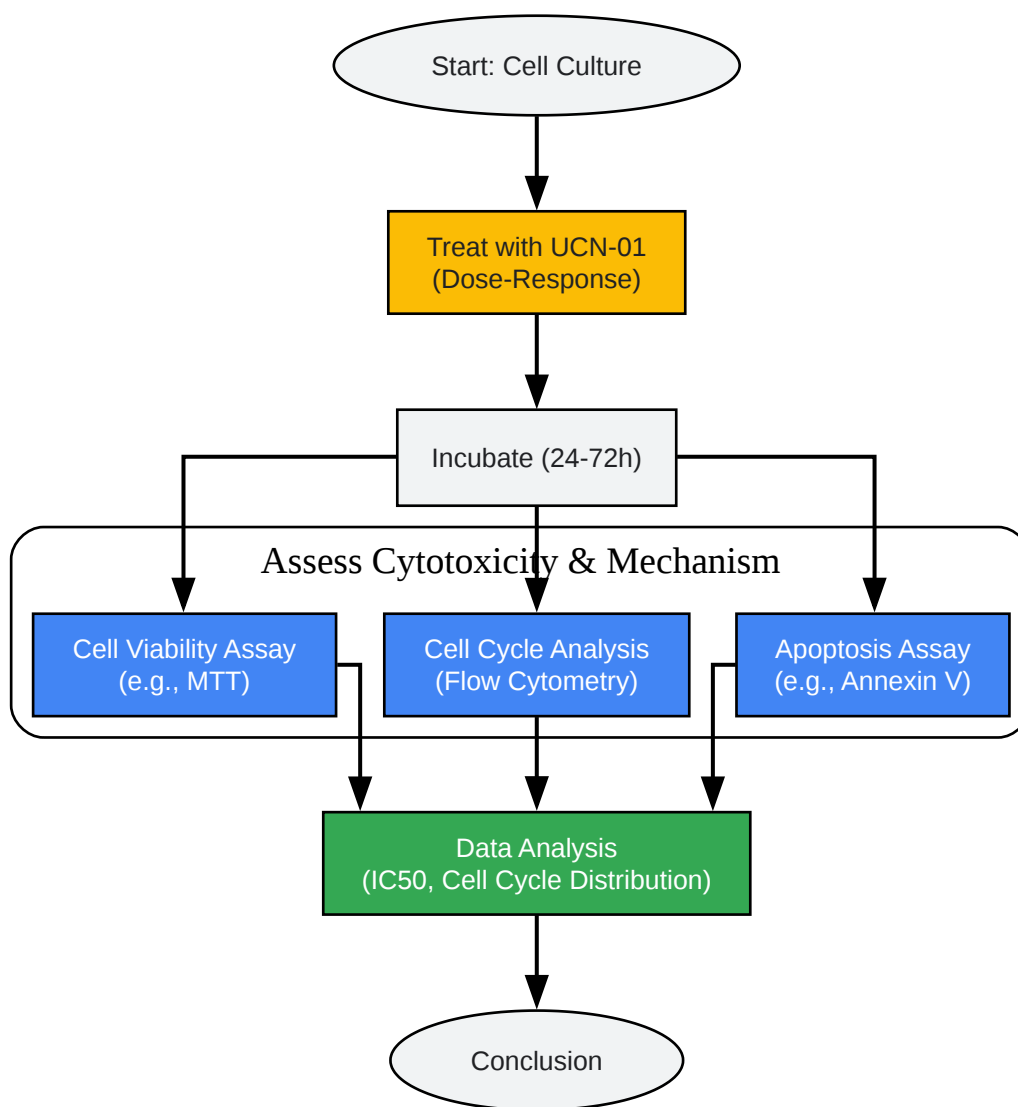 Start: Cell Culture
Treat with UCN-01
(Dose-Response)
Incubate (24-72h)
Assess Cytotoxicity & Mechanism
Cell Viability Assay
(e.g., MTT)
Cell Cycle Analysis
(Flow Cytometry)
Apoptosis Assay
(e.g., Annexin V)
Data Analysis
(IC50, Cell Cycle Distribution)
Conclusion